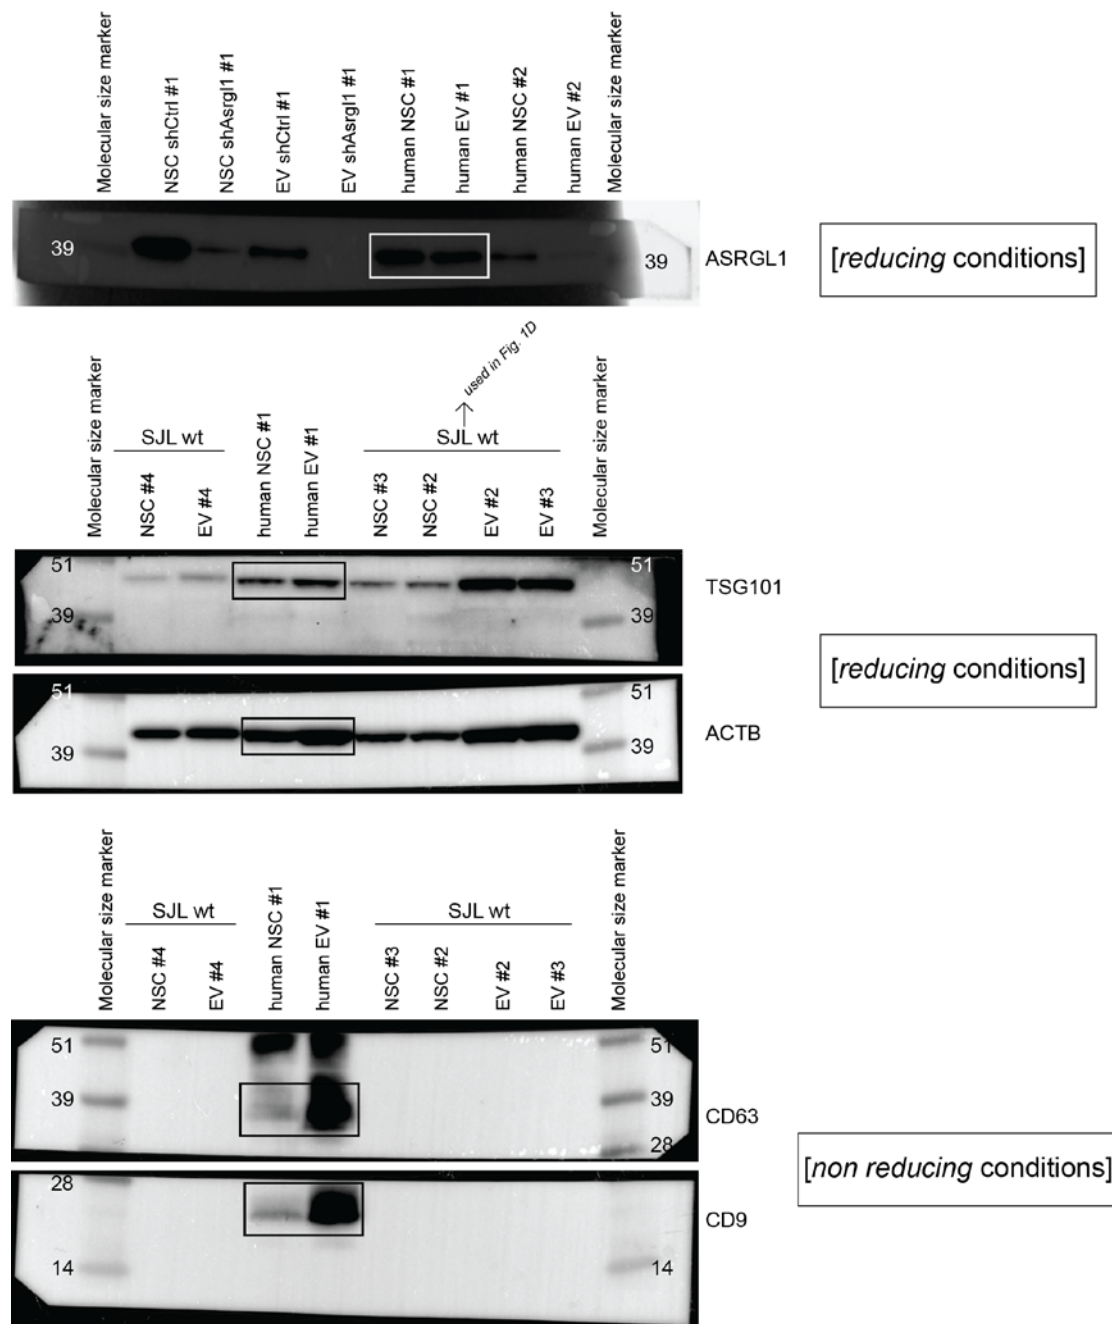 Molecular size marker
NSC shCtrl #1
NSC shAsrgl1 #1
EV shCtrl #1
EV shAsrgl1 #1
human NSC #1
human EV #1
human NSC #2
human EV #2
Molecular size marker
39
39
ASRGL1
[reducing conditions]
used in Fig. 1D
Molecular size marker
SJL wt
NSC #4
EV #4
human NSC #1
human EV #1
SJL wt
NSC #3
NSC #2
EV #2
EV #3
Molecular size marker
51
51
39
39
TSG101
[reducing conditions]
51
51
39
39
ACTB
Molecular size marker
SJL wt
NSC #4
EV #4
human NSC #1
human EV #1
SJL wt
NSC #3
NSC #2
EV #2
EV #3
Molecular size marker
51
51
39
39
28
CD63
[non reducing conditions]
28
CD9
14
14